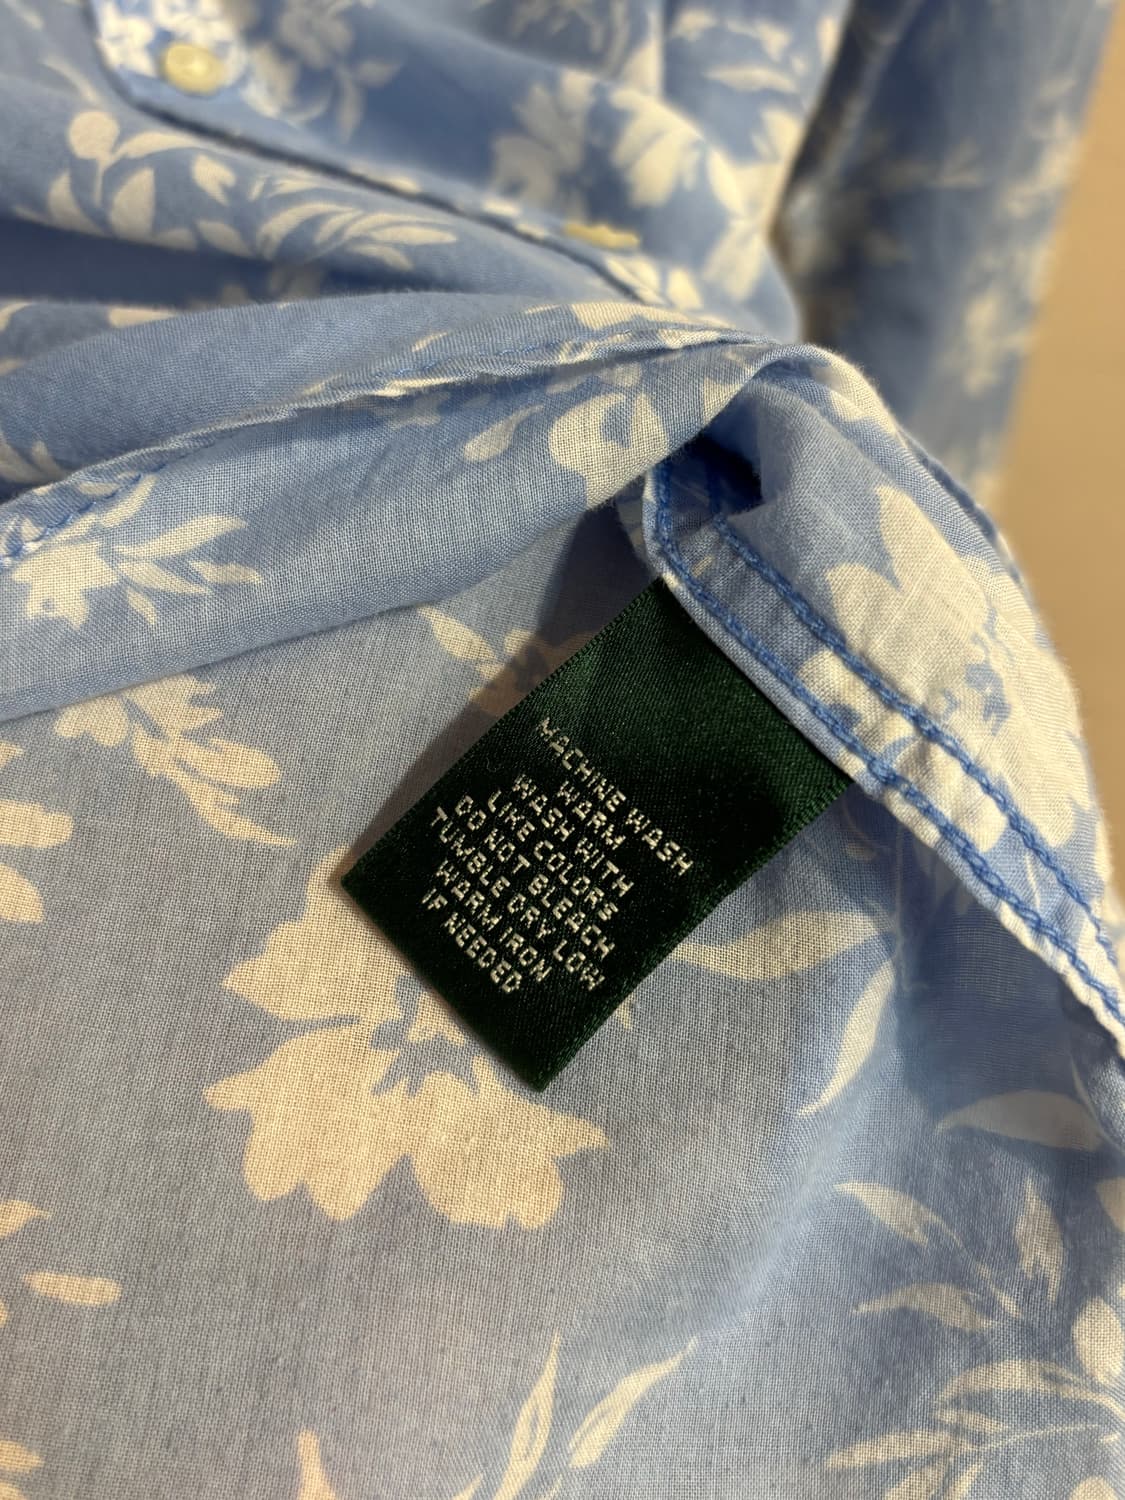 MACHINE WASH
WARM
WASH WITH
LIKE COLORS
DO NOT BLEACH
TUMBLE DRY LOW
WARM IRON
IF NEEDED